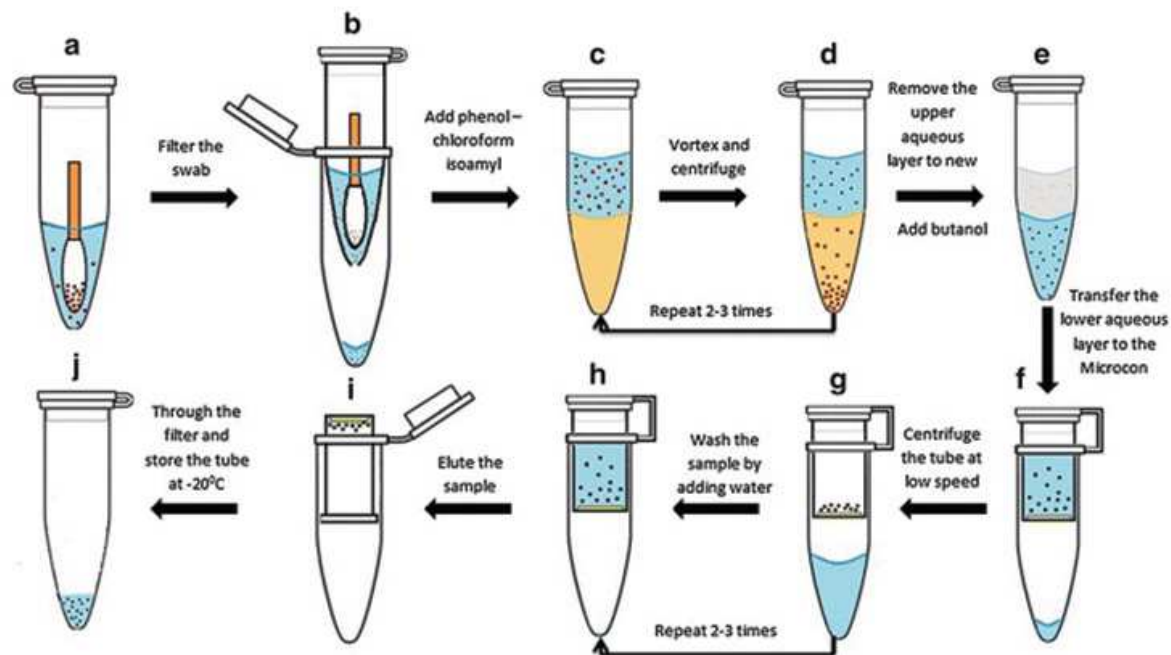 a
Filter the
swab
b
Add phenol –
chloroform
isoamyl
c
Vortex and
centrifuge
d
Remove the
upper
aqueous
layer to new
Add butanol
e
Repeat 2-3 times
Transfer the
lower aqueous
layer to the
Microcon
f
Centrifuge
the tube at
low speed
g
Wash the
sample by
adding water
h
Repeat 2-3 times
Elute the
sample
i
Through the
filter and
store the tube
at -20⁰C
j